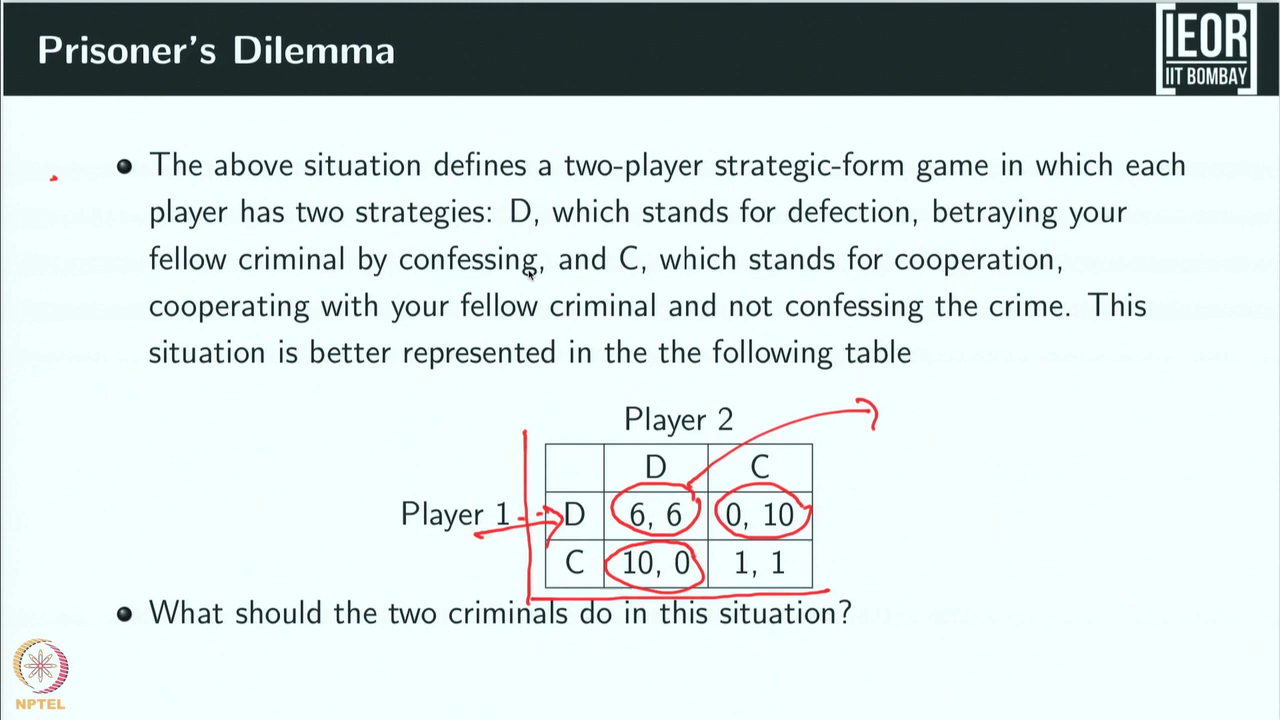 Prisoner's Dilemma
IEOR
IIT BOMBAY
The above situation defines a two-player strategic-form game in which each
player has two strategies: D, which stands for defection, betraying your
fellow criminal by confessing, and C, which stands for cooperation,
cooperating with your fellow criminal and not confessing the crime. This
situation is better represented in the the following table
Player 2
D C
Player 1 D 6, 6 0, 10
C 10, 0 1, 1
What should the two criminals do in this situation?
NPTEL